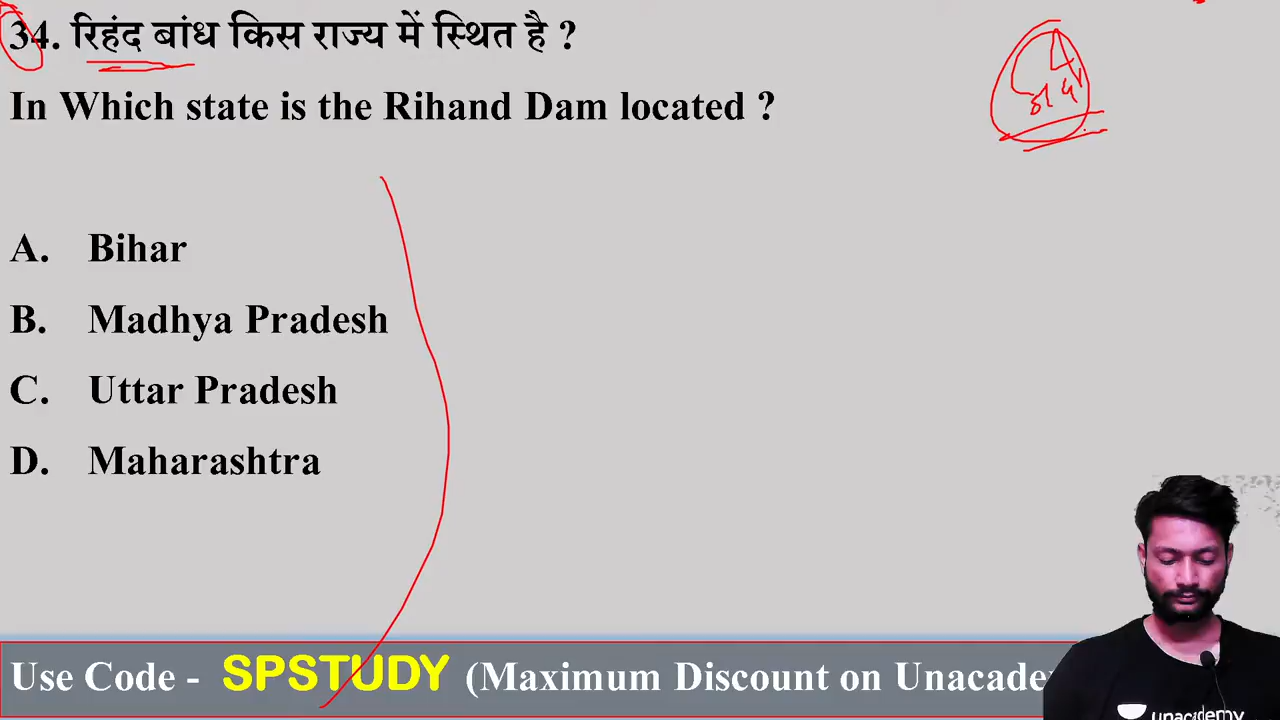 34. रिहंद बांध किस राज्य में स्थित है ?
In Which state is the Rihand Dam located ?
A. Bihar
B. Madhya Pradesh
C. Uttar Pradesh
D. Maharashtra
Use Code - SPSTUDY (Maximum Discount on
unacademy